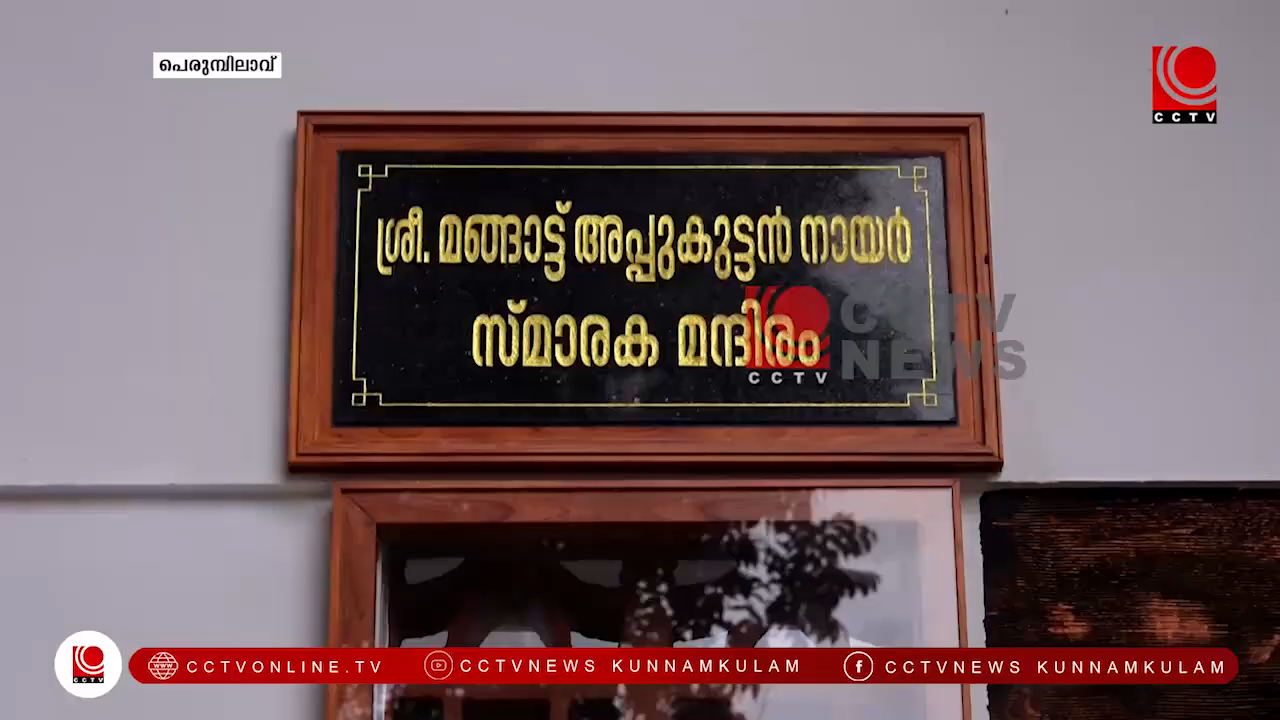 പെരുമ്പിലാവ്
CCTV
ശ്രീ. മങ്ങാട്ട് അപ്പുകുട്ടൻ നായർ
സ്മാരക മന്ദിരം
CCTV
CCTV NEWS
CCTV
CCTVONLINE.TV
CCTVNEWS KUNNAMKULAM
CCTVNEWS KUNNAMKULAM